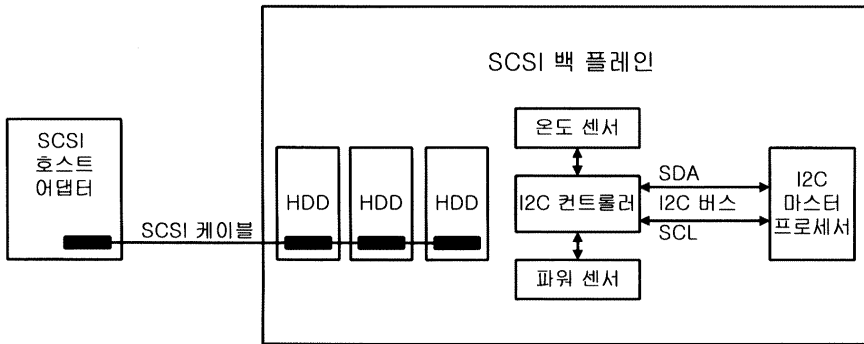 SCSI 백 플레인
SCSI
호스트
어댑터
SCSI 케이블
HDD
HDD
HDD
온도 센서
I2C 컨트롤러
파워 센서
SDA
I2C 버스
SCL
I2C
마스터
프로세서